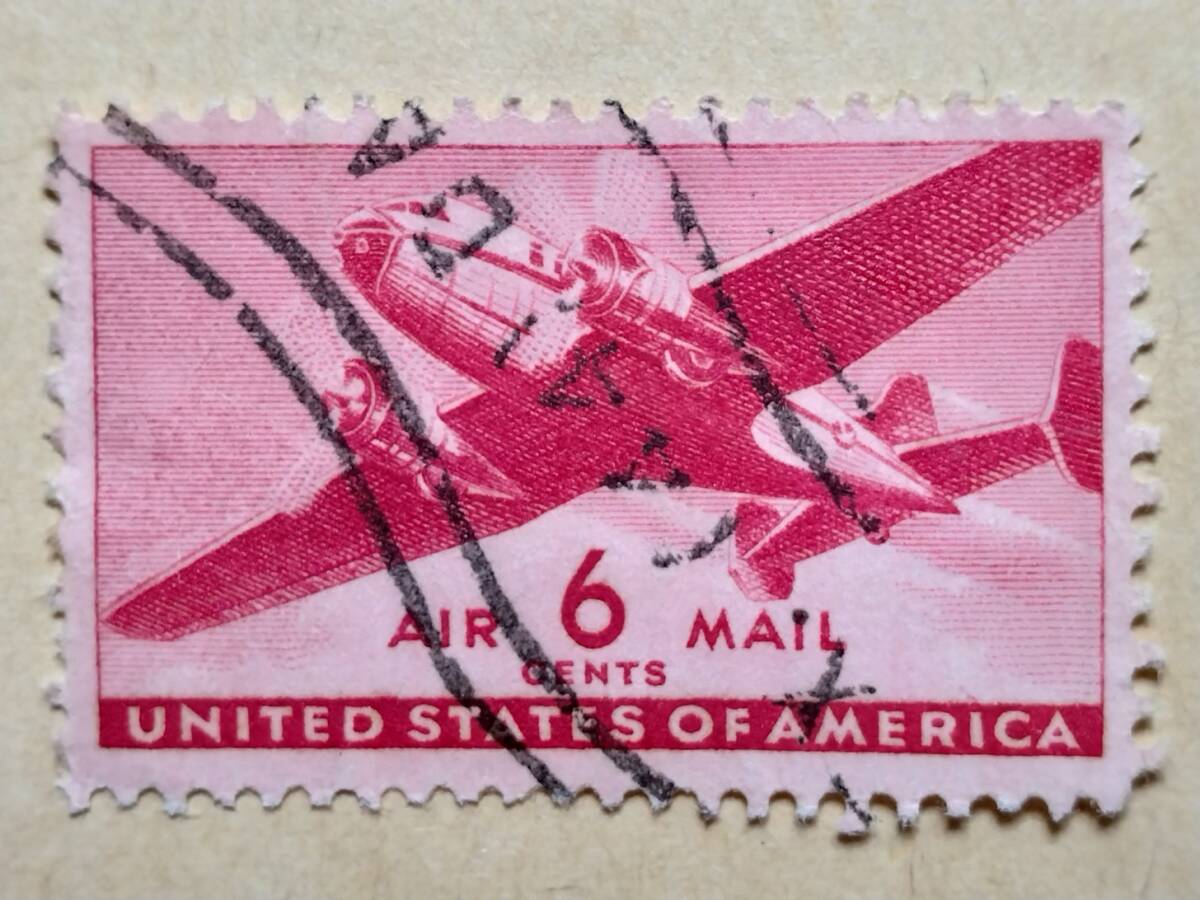 6
AIR MAIL
CENTS
UNITED STATES OF AMERICA